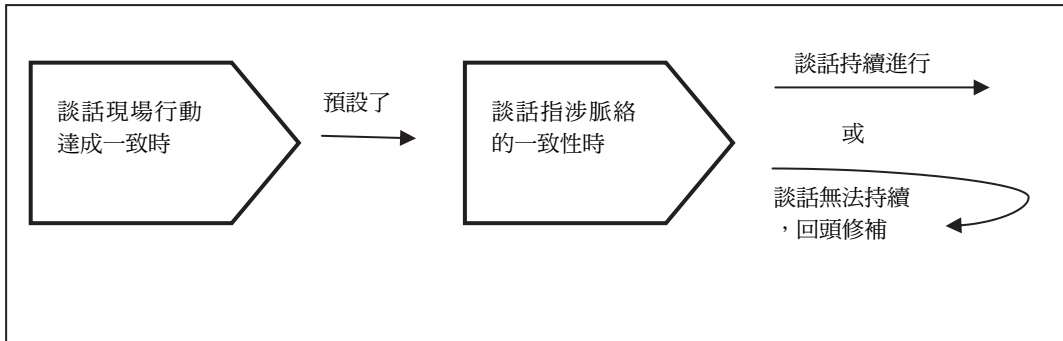 談話現場行動
達成一致時
預設了
談話指涉脈絡
的一致性時
談話持續進行
或
談話無法持續
，回頭修補